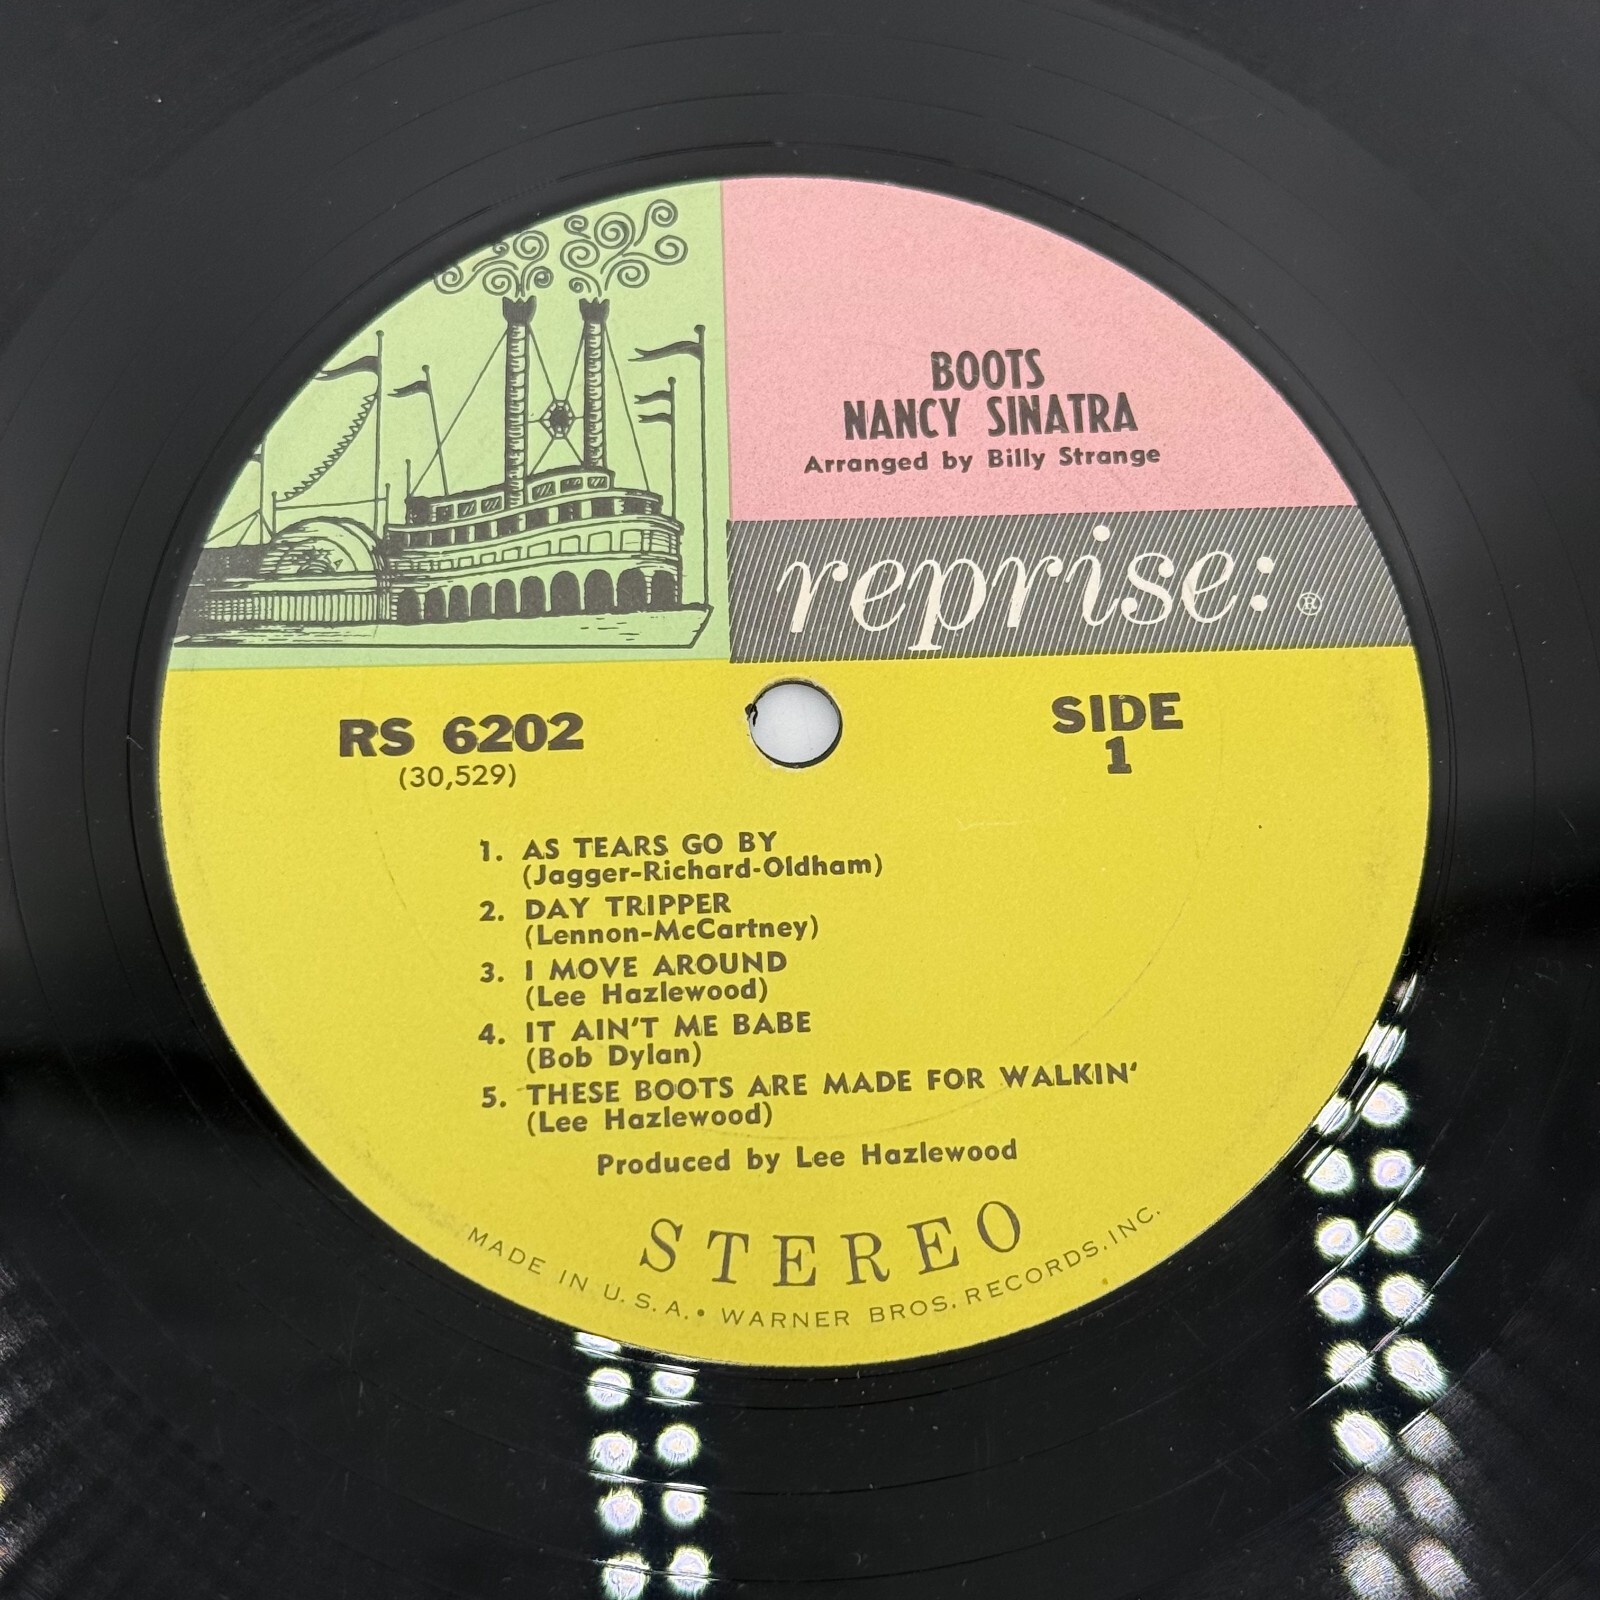 BOOTS
NANCY SINATRA
Arranged by Billy Strange
reprise: ®
RS 6202
(30,529)
SIDE
1
1. AS TEARS GO BY
(Jagger-Richard-Oldham)
2. DAY TRIPPER
(Lennon-McCartney)
3. I MOVE AROUND
(Lee Hazlewood)
4. IT AIN'T ME BABE
(Bob Dylan)
5. THESE BOOTS ARE MADE FOR WALKIN'
(Lee Hazlewood)
Produced by Lee Hazlewood
STEREO
MADE IN U.S.A. • WARNER BROS. RECORDS, INC.